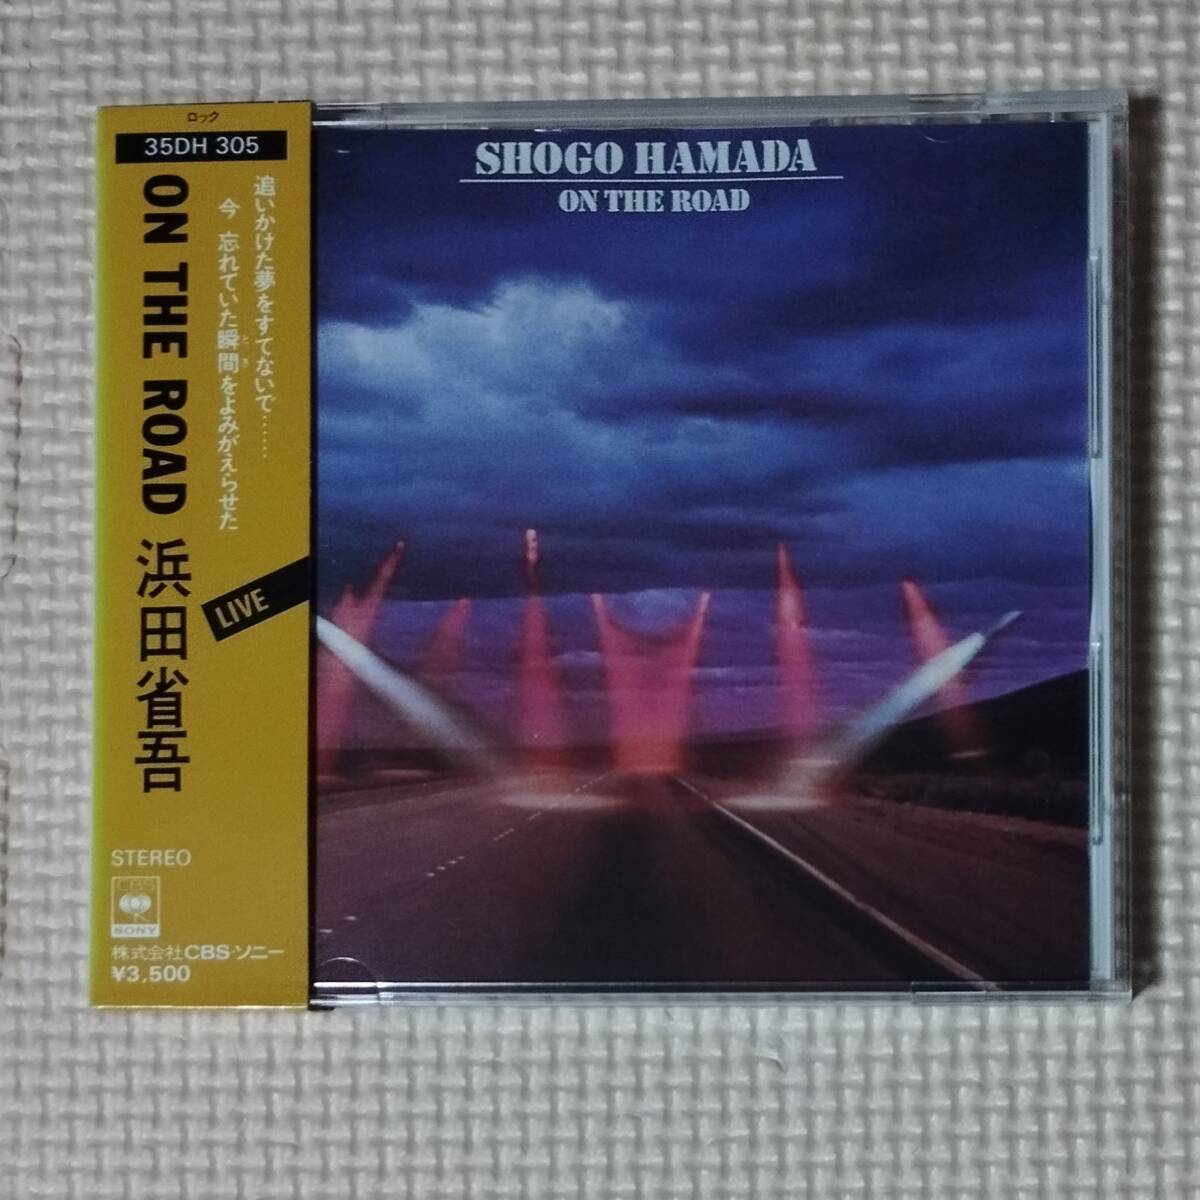 ロック
35DH 305
ON THE ROAD 浜田省吾
追いかけた夢をすてないで……
今 忘れていた瞬間をよみがえらせた
とき
LIVE
STEREO
CBS
SONY
株式会社CBS・ソニー
¥3,500
SHOGO HAMADA
ON THE ROAD